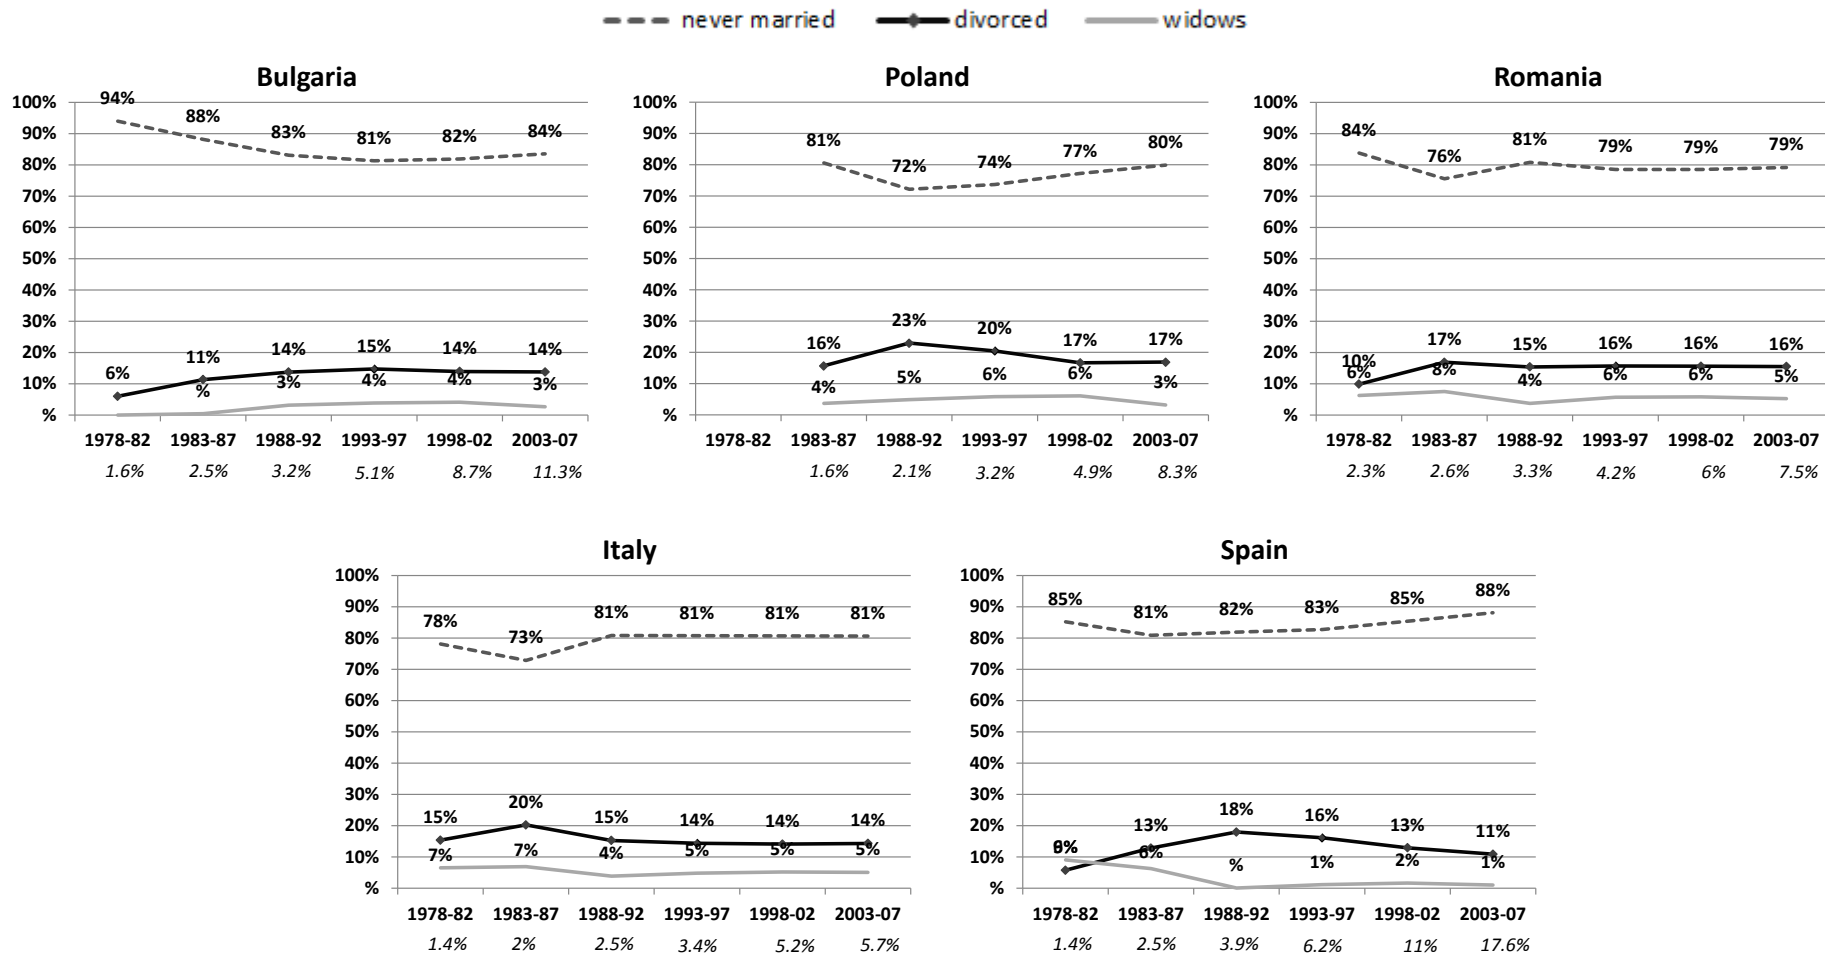 never married divorced widows
Bulgaria
100%
90%
80%
70%
60%
50%
40%
30%
20%
10%
%
94% 88% 83% 81% 82% 84%
6% 11% 14% 15% 14% 14%
% 3% 4% 4% 3%
1978-82 1983-87 1988-92 1993-97 1998-02 2003-07
1.6% 2.5% 3.2% 5.1% 8.7% 11.3%
Poland
100%
90%
80%
70%
60%
50%
40%
30%
20%
10%
%
81% 72% 74% 77% 80%
16% 23% 20% 17% 17%
4% 5% 6% 6% 3%
1978-82 1983-87 1988-92 1993-97 1998-02 2003-07
1.6% 2.1% 3.2% 4.9% 8.3%
Romania
100%
90%
80%
70%
60%
50%
40%
30%
20%
10%
%
84% 76% 81% 79% 79% 79%
10% 17% 15% 16% 16% 16%
6% 8% 4% 6% 6% 5%
1978-82 1983-87 1988-92 1993-97 1998-02 2003-07
2.3% 2.6% 3.3% 4.2% 6% 7.5%
Italy
100%
90%
80%
70%
60%
50%
40%
30%
20%
10%
%
78% 73% 81% 81% 81% 81%
15% 20% 15% 14% 14% 14%
7% 7% 4% 5% 5% 5%
1978-82 1983-87 1988-92 1993-97 1998-02 2003-07
1.4% 2% 2.5% 3.4% 5.2% 5.7%
Spain
100%
90%
80%
70%
60%
50%
40%
30%
20%
10%
%
85% 81% 82% 83% 85% 88%
13% 18% 16% 13% 11%
6% % 1% 2% 1%
1978-82 1983-87 1988-92 1993-97 1998-02 2003-07
1.4% 2.5% 3.9% 6.2% 11% 17.6%